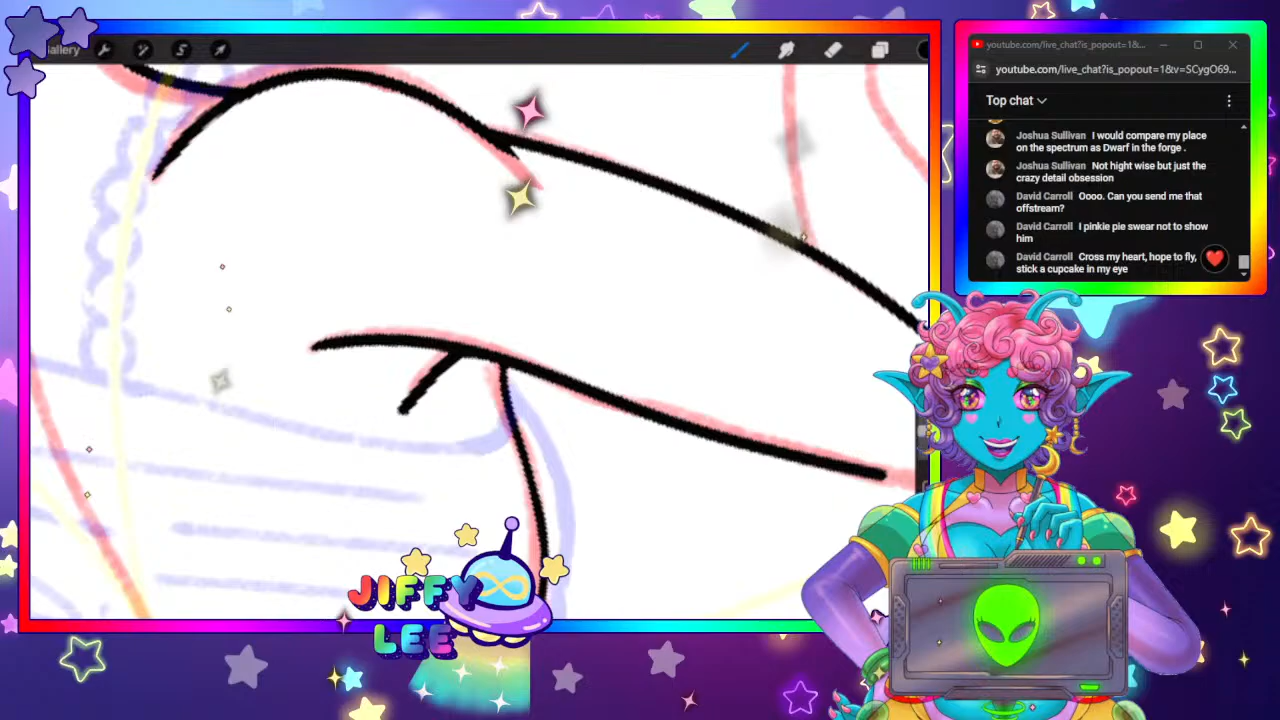 allery
youtube.com/live_chat?is_popout=1&...
youtube.com/live_chat?is_popout=1&v=SCygO69...
Top chat
Joshua Sullivan I would compare my place
on the spectrum as Dwarf in the forge .
Joshua Sullivan Not hight wise but just the
crazy detail obsession
David Carroll Oooo. Can you send me that
offstream?
David Carroll I pinkie pie swear not to show
him
David Carroll Cross my heart, hope to fly,
stick a cupcake in my eye
JIFFY
LEE